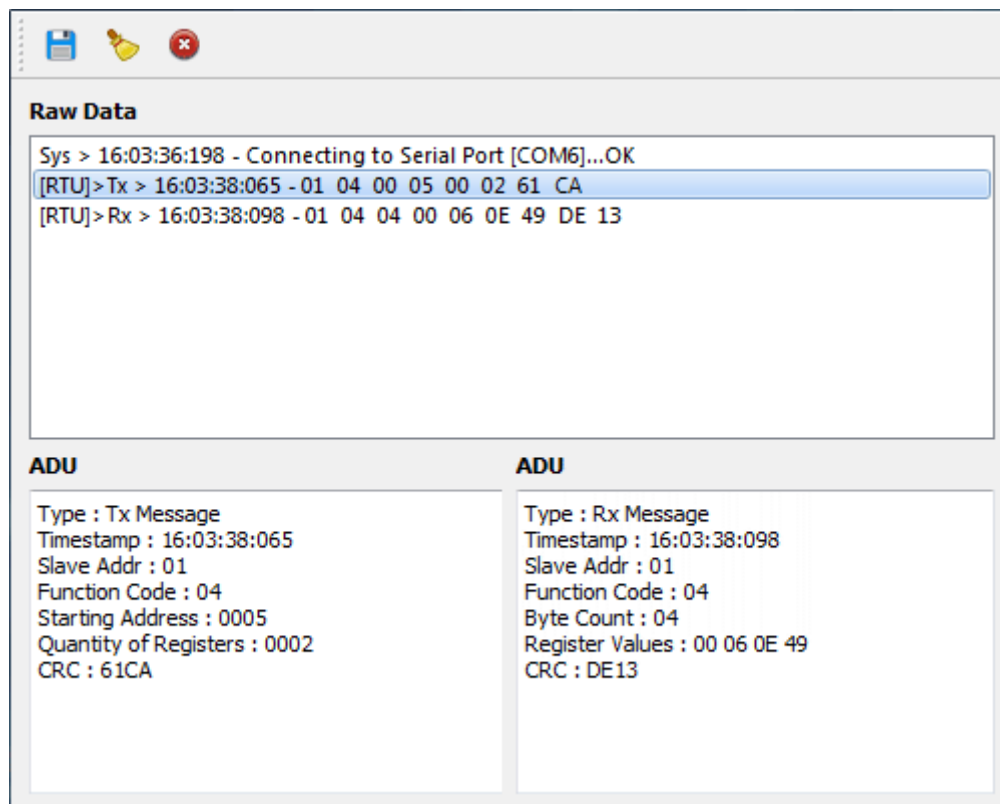 Raw Data
Sys > 16:03:36:198 - Connecting to Serial Port [COM6]...OK
[RTU]>Tx > 16:03:38:065 - 01 04 00 05 00 02 61 CA
[RTU]>Rx > 16:03:38:098 - 01 04 04 00 06 0E 49 DE 13
ADU
Type : Tx Message
Timestamp : 16:03:38:065
Slave Addr : 01
Function Code : 04
Starting Address : 0005
Quantity of Registers : 0002
CRC : 61CA
ADU
Type : Rx Message
Timestamp : 16:03:38:098
Slave Addr : 01
Function Code : 04
Byte Count : 04
Register Values : 00 06 0E 49
CRC : DE13